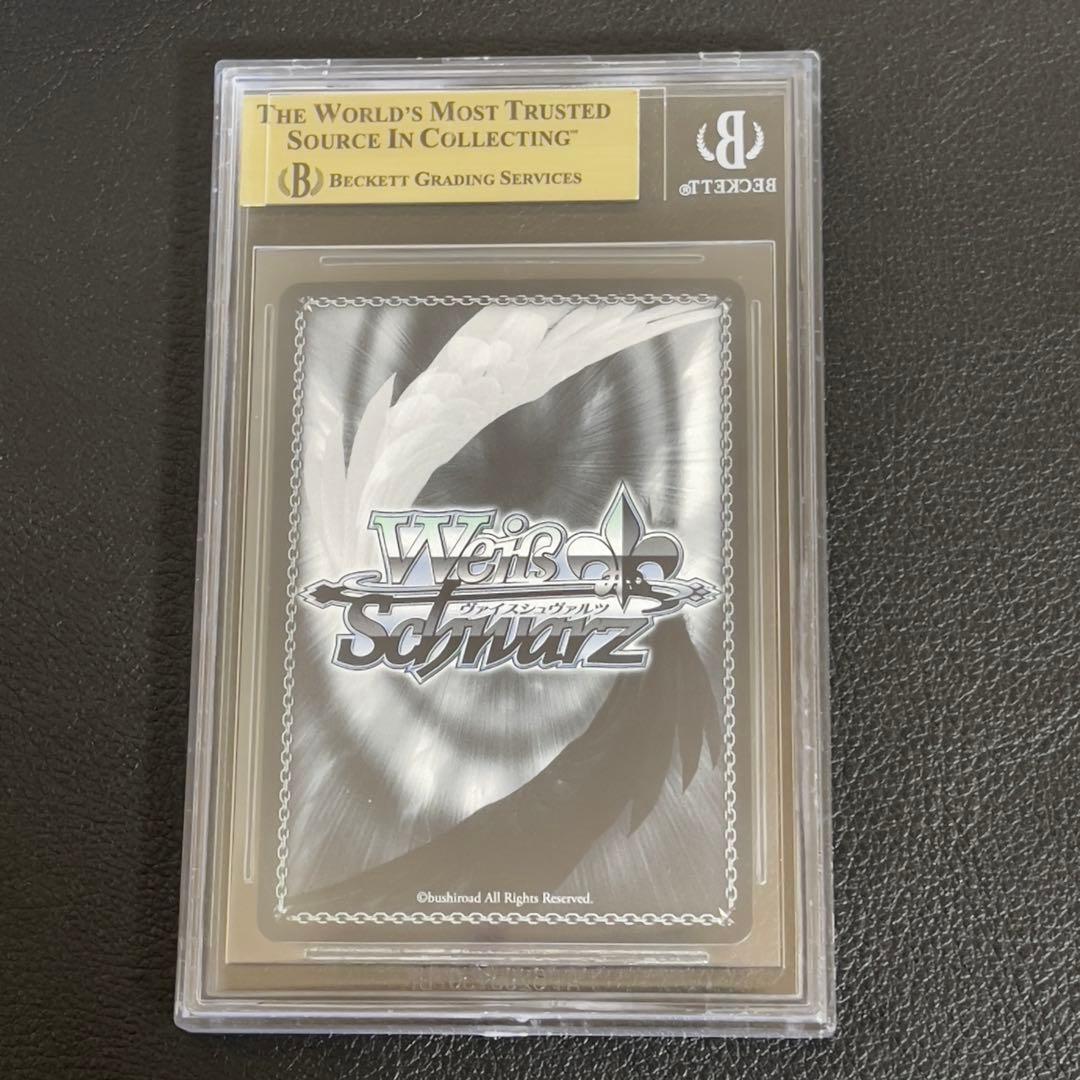 THE WORLD'S MOST TRUSTED
SOURCE IN COLLECTING™
B BECKETT GRADING SERVICES
B
BECKETT®
Weiß
ヴァイスシュヴァルツ
Schwarz
©bushiroad All Rights Reserved.